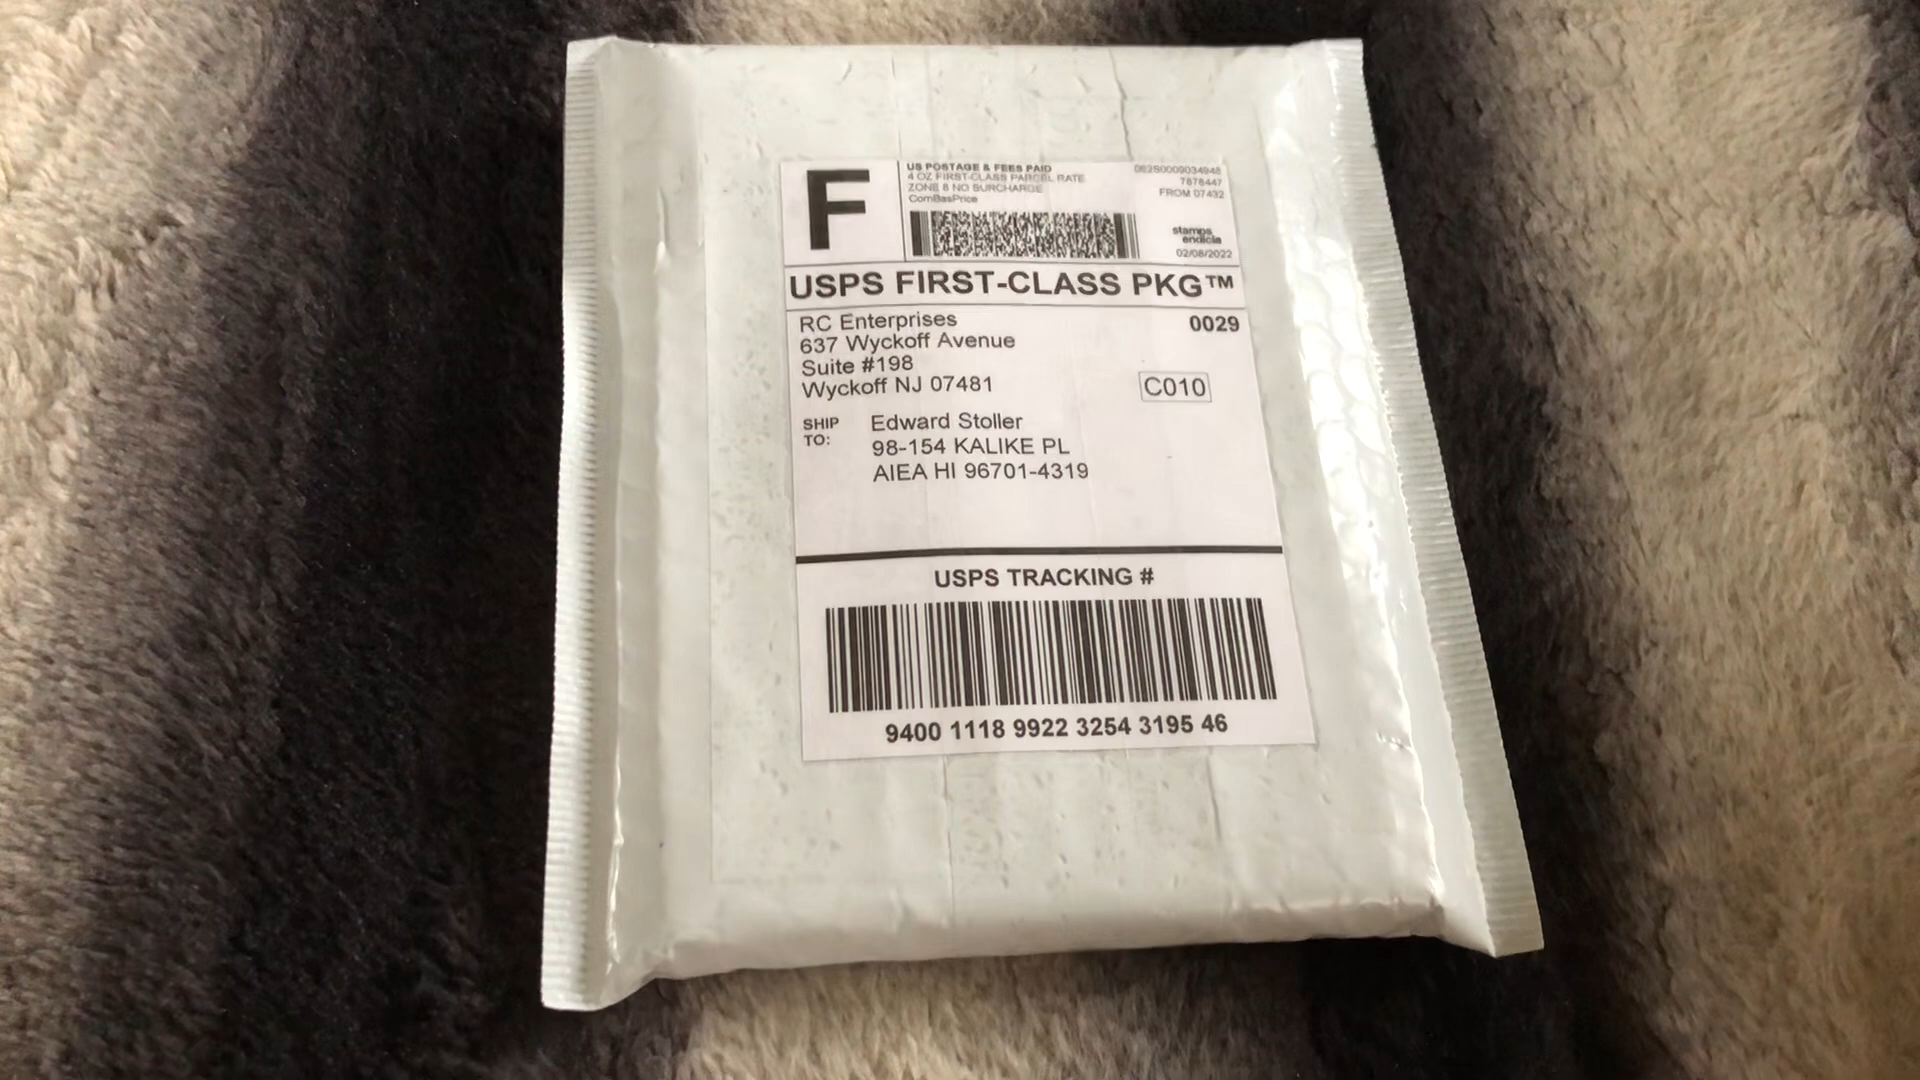 F
US POSTAGE & FEES PAID
4 OZ FIRST-CLASS PARCEL RATE
ZONE 8 NO SURCHARGE
ComBasPrice
062S0009034948
7878447
FROM 07432
stamps
endicia
02/08/2022
USPS FIRST-CLASS PKG™
RC Enterprises
637 Wyckoff Avenue
Suite #198
Wyckoff NJ 07481
0029
C010
SHIP
TO:
Edward Stoller
98-154 KALIKE PL
AIEA HI 96701-4319
USPS TRACKING #
9400 1118 9922 3254 3195 46